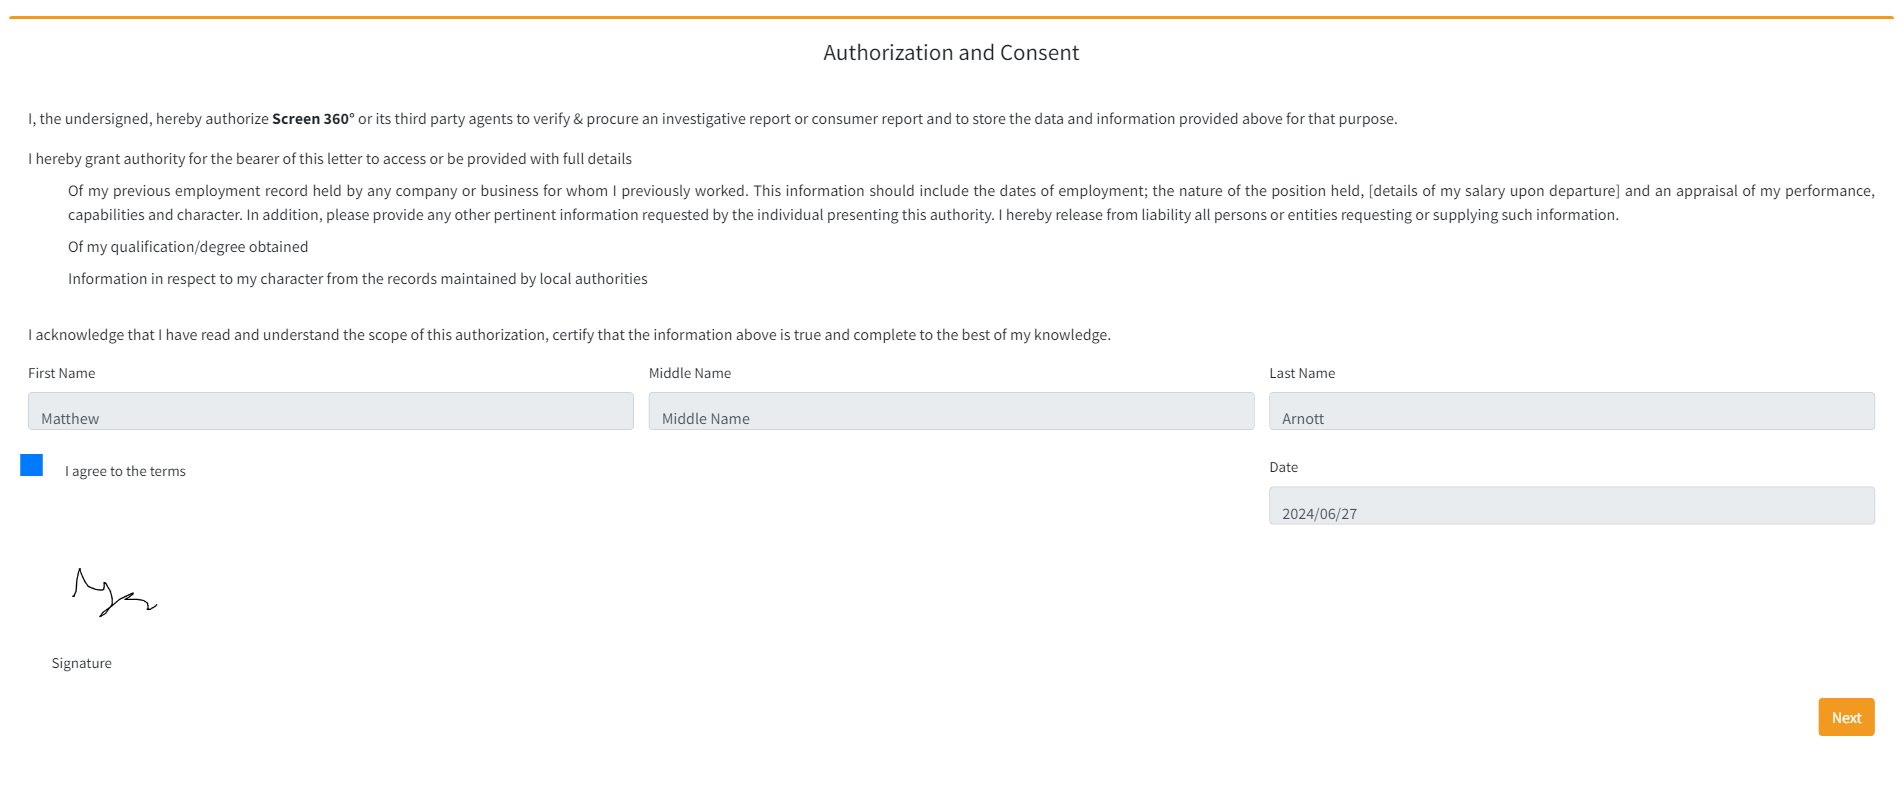 Authorization and Consent
I, the undersigned, hereby authorize Screen 360° or its third party agents to verify & procure an investigative report or consumer report and to store the data and information provided above for that purpose.
I hereby grant authority for the bearer of this letter to access or be provided with full details
Of my previous employment record held by any company or business for whom I previously worked. This information should include the dates of employment; the nature of the position held, [details of my salary upon departure] and an appraisal of my performance,
capabilities and character. In addition, please provide any other pertinent information requested by the individual presenting this authority. I hereby release from liability all persons or entities requesting or supplying such information.
Of my qualification/degree obtained
Information in respect to my character from the records maintained by local authorities
I acknowledge that I have read and understand the scope of this authorization, certify that the information above is true and complete to the best of my knowledge.
First Name Middle Name Last Name
Matthew Middle Name Arnott
I agree to the terms Date
2024/06/27
Signature
Next